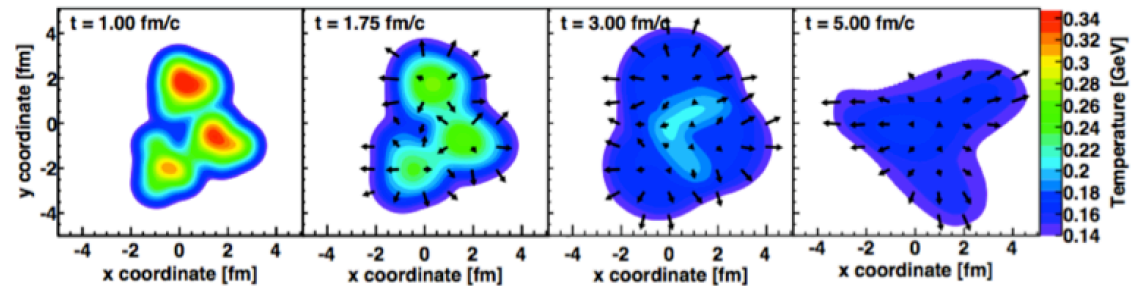 t = 1.00 fm/c
t = 1.75 fm/c
t = 3.00 fm/c
t = 5.00 fm/c
y coordinate [fm]
4
2
0
-2
-4
-4 -2 0 2 4
-4 -2 0 2 4
-4 -2 0 2 4
-4 -2 0 2 4
x coordinate [fm]
x coordinate [fm]
x coordinate [fm]
x coordinate [fm]
0.34
0.32
0.3
0.28
0.26
0.24
0.22
0.2
0.18
0.16
0.14
Temperature [GeV]